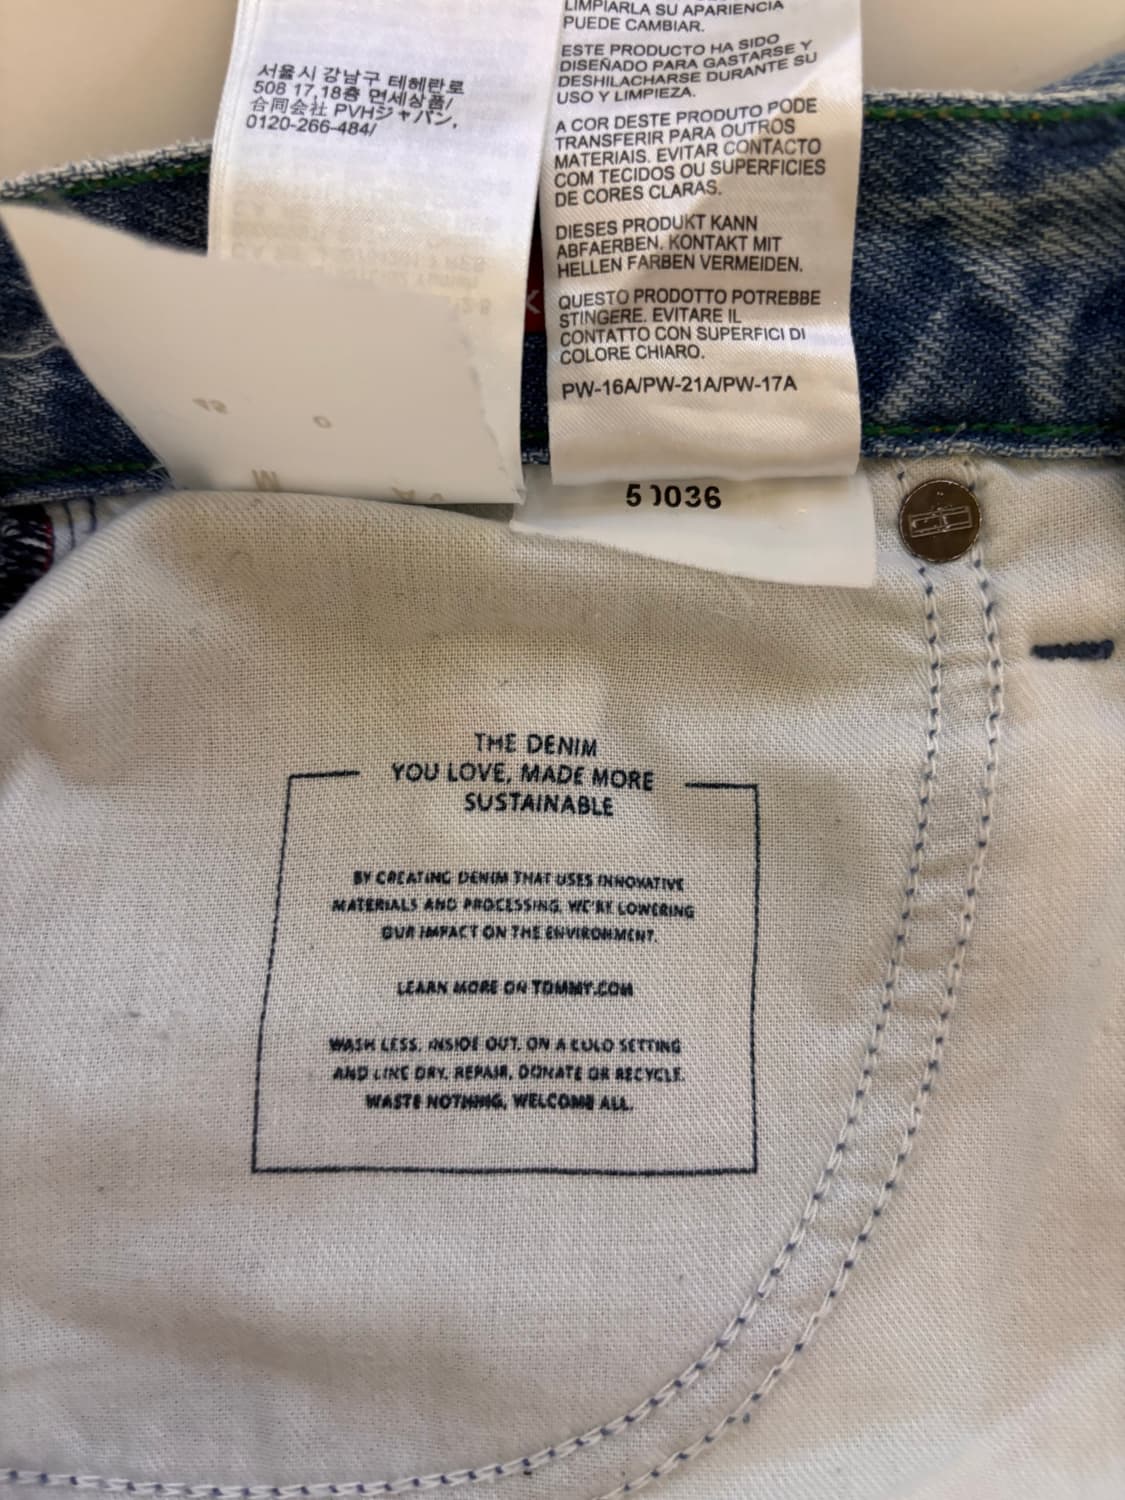 서울시 강남구 테헤란로
508 17,18층 면세상품/
合同会社 PVHジャパン,
0120-266-484/
LIMPIARLA SU APARIENCIA
PUEDE CAMBIAR.
ESTE PRODUCTO HA SIDO
DISEÑADO PARA GASTARSE Y
DESHILACHARSE DURANTE SU
USO Y LIMPIEZA.
A COR DESTE PRODUTO PODE
TRANSFERIR PARA OUTROS
MATERIAIS. EVITAR CONTACTO
COM TECIDOS OU SUPERFICIES
DE CORES CLARAS.
DIESES PRODUKT KANN
ABFAERBEN. KONTAKT MIT
HELLEN FARBEN VERMEIDEN.
QUESTO PRODOTTO POTREBBE
STINGERE. EVITARE IL
CONTATTO CON SUPERFICI DI
COLORE CHIARO.
PW-16A/PW-21A/PW-17A
THE DENIM
YOU LOVE, MADE MORE
SUSTAINABLE
BY CREATING DENIM THAT USES INNOVATIVE
MATERIALS AND PROCESSING, WE'RE LOWERING
OUR IMPACT ON THE ENVIRONMENT.
LEARN MORE ON TOMMY.COM
WASH LESS, INSIDE OUT, ON A COLD SETTING
AND LINE DRY. REPAIR, DONATE OR RECYCLE.
WASTE NOTHING, WELCOME ALL.